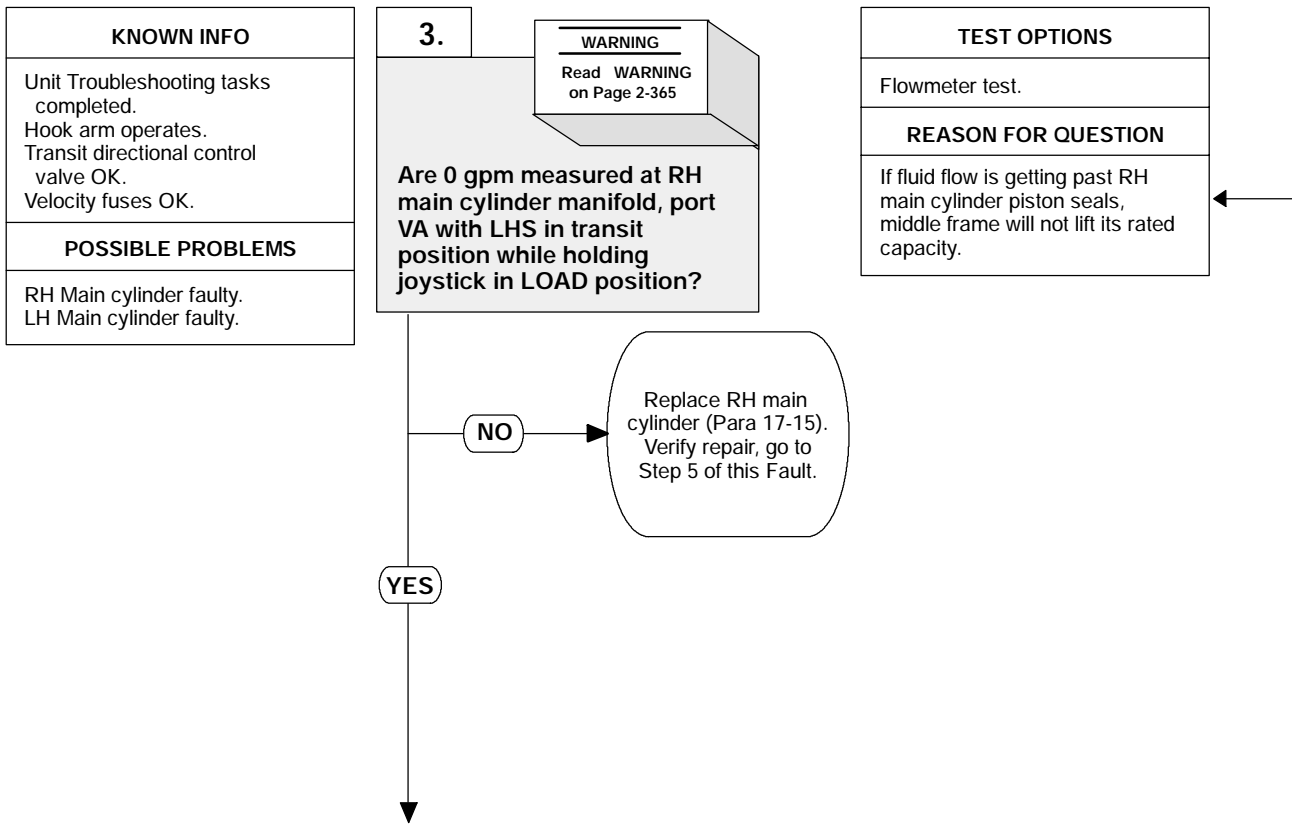 KNOWN INFO
Unit Troubleshooting tasks
completed.
Hook arm operates.
Transit directional control
valve OK.
Velocity fuses OK.
POSSIBLE PROBLEMS
RH Main cylinder faulty.
LH Main cylinder faulty.
3.
WARNING
Read WARNING
on Page 2-365
Are 0 gpm measured at RH
main cylinder manifold, port
VA with LHS in transit
position while holding
joystick in LOAD position?
TEST OPTIONS
Flowmeter test.
REASON FOR QUESTION
If fluid flow is getting past RH
main cylinder piston seals,
middle frame will not lift its rated
capacity.
NO
Replace RH main
cylinder (Para 17-15).
Verify repair, go to
Step 5 of this Fault.
YES